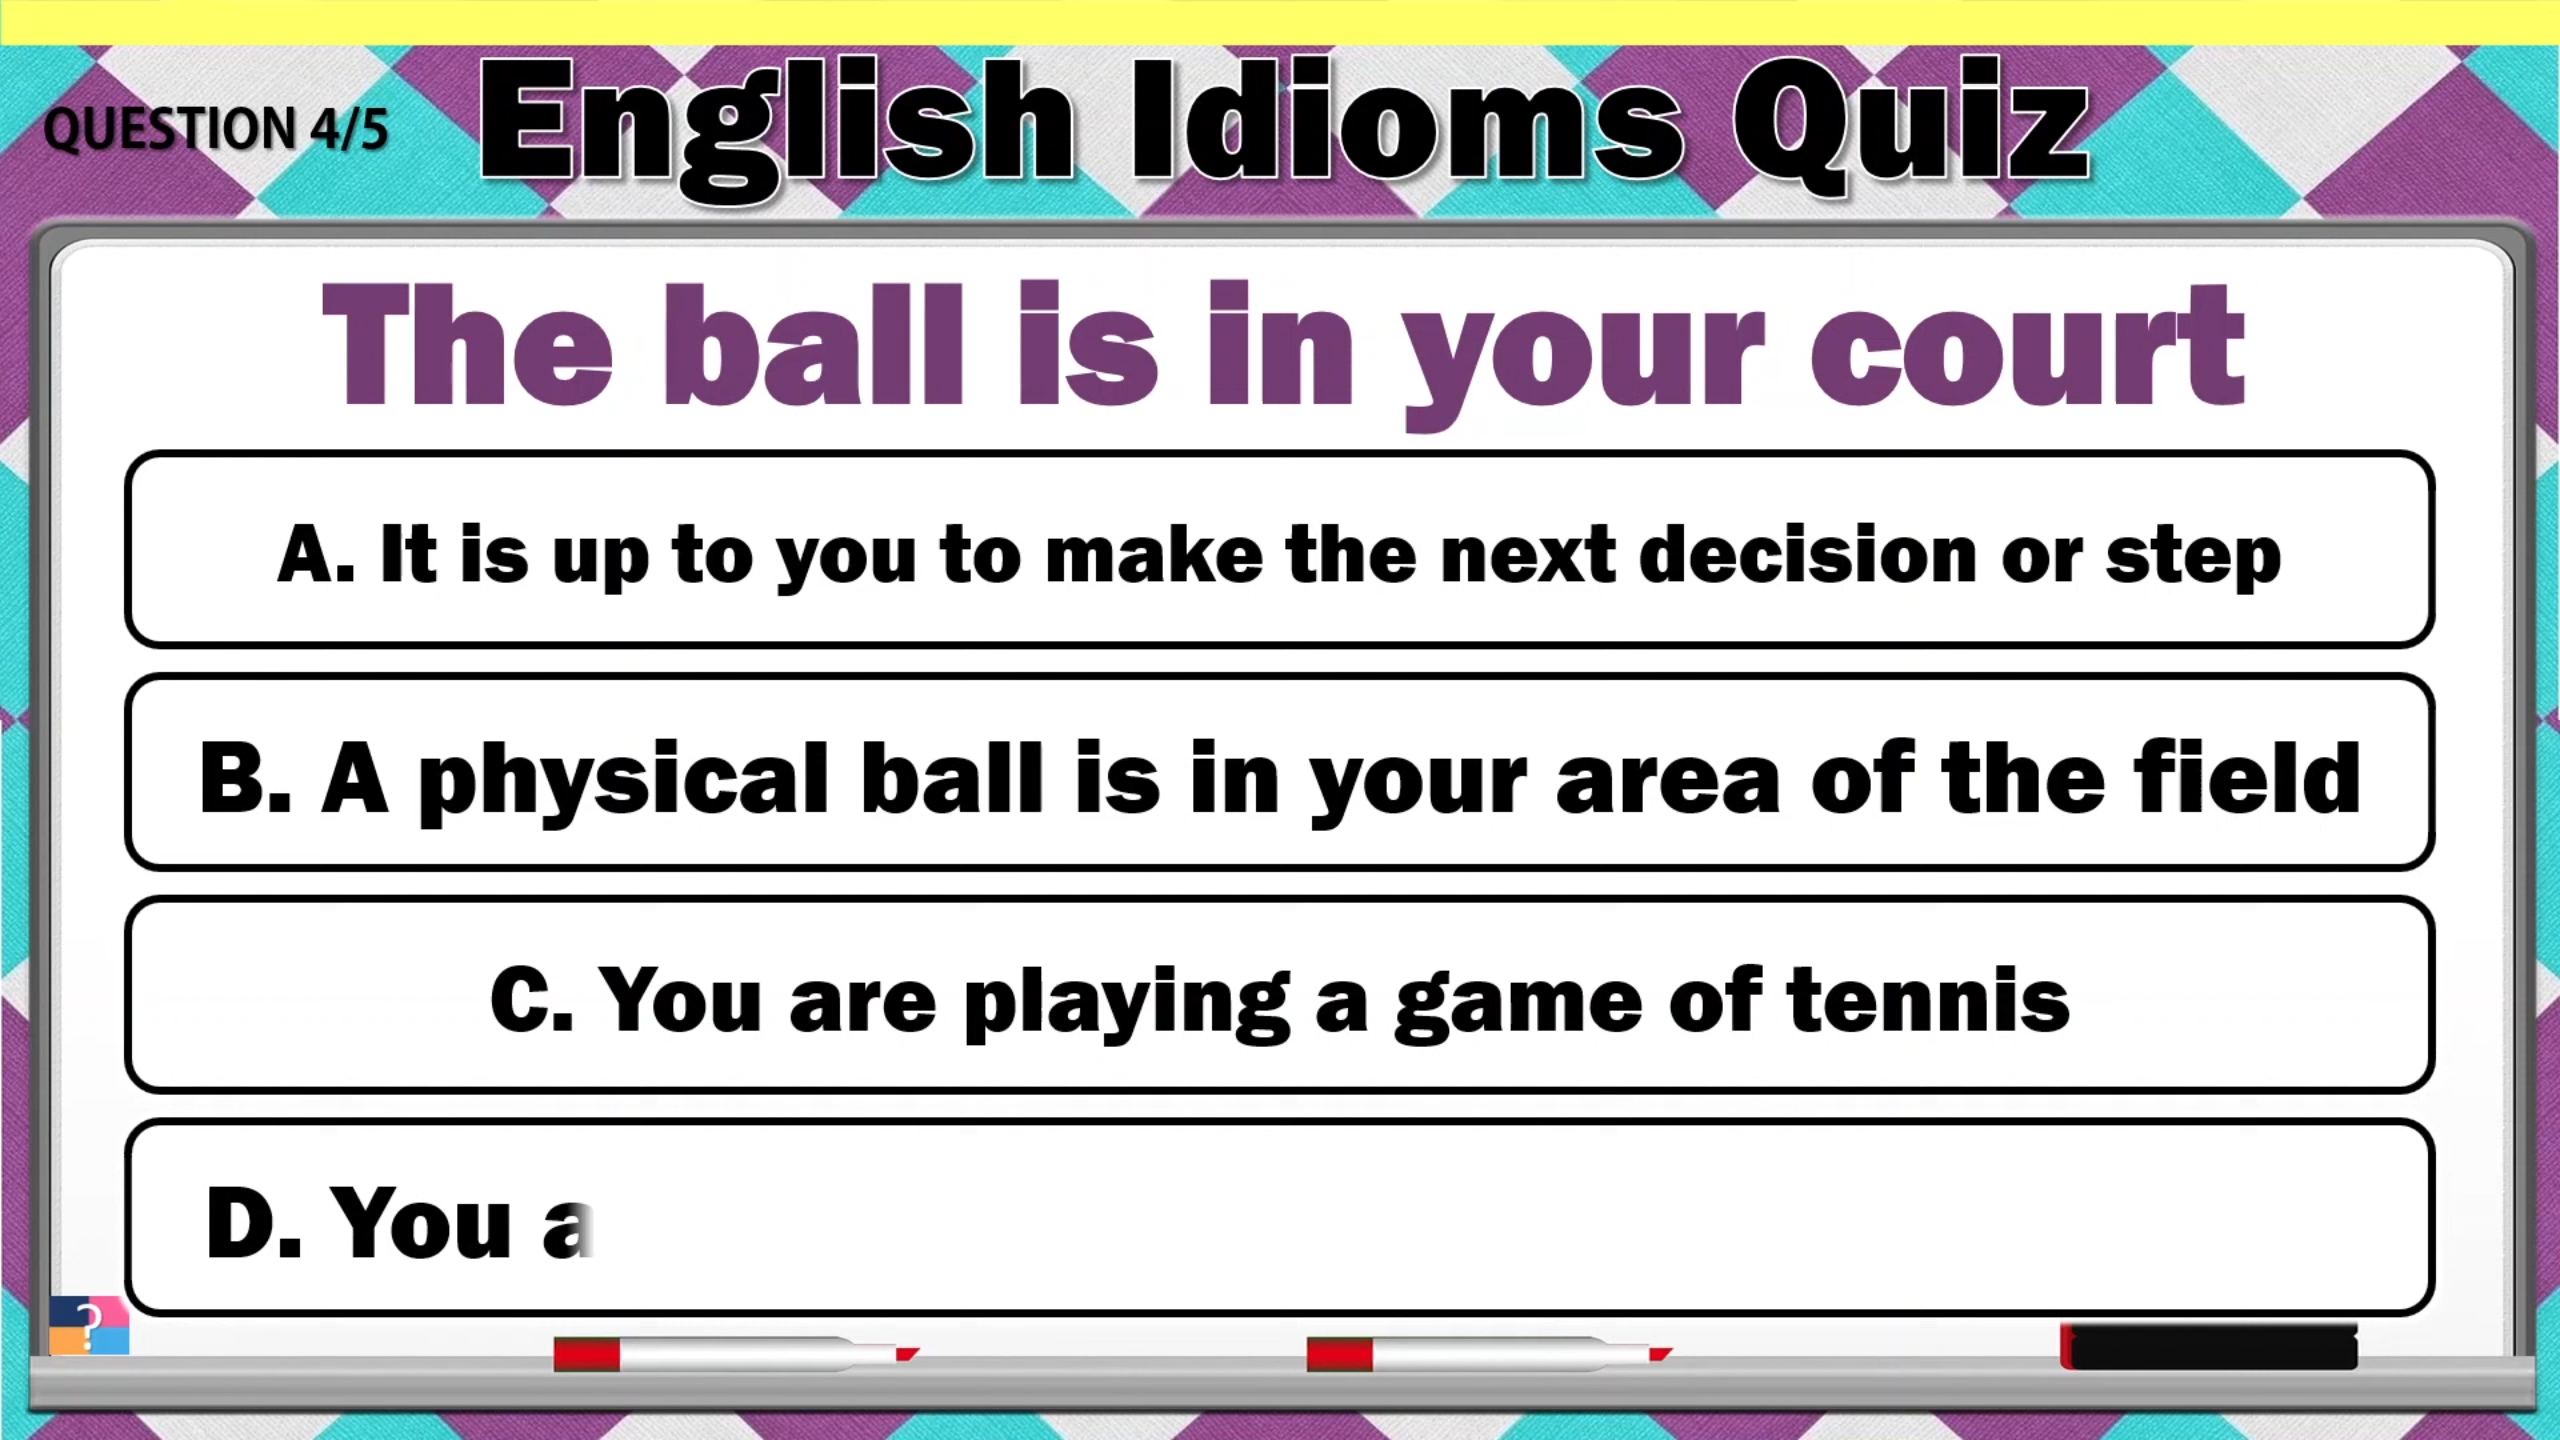 QUESTION 4/5
English Idioms Quiz
The ball is in your court
A. It is up to you to make the next decision or step
B. A physical ball is in your area of the field
C. You are playing a game of tennis
D. You a
?